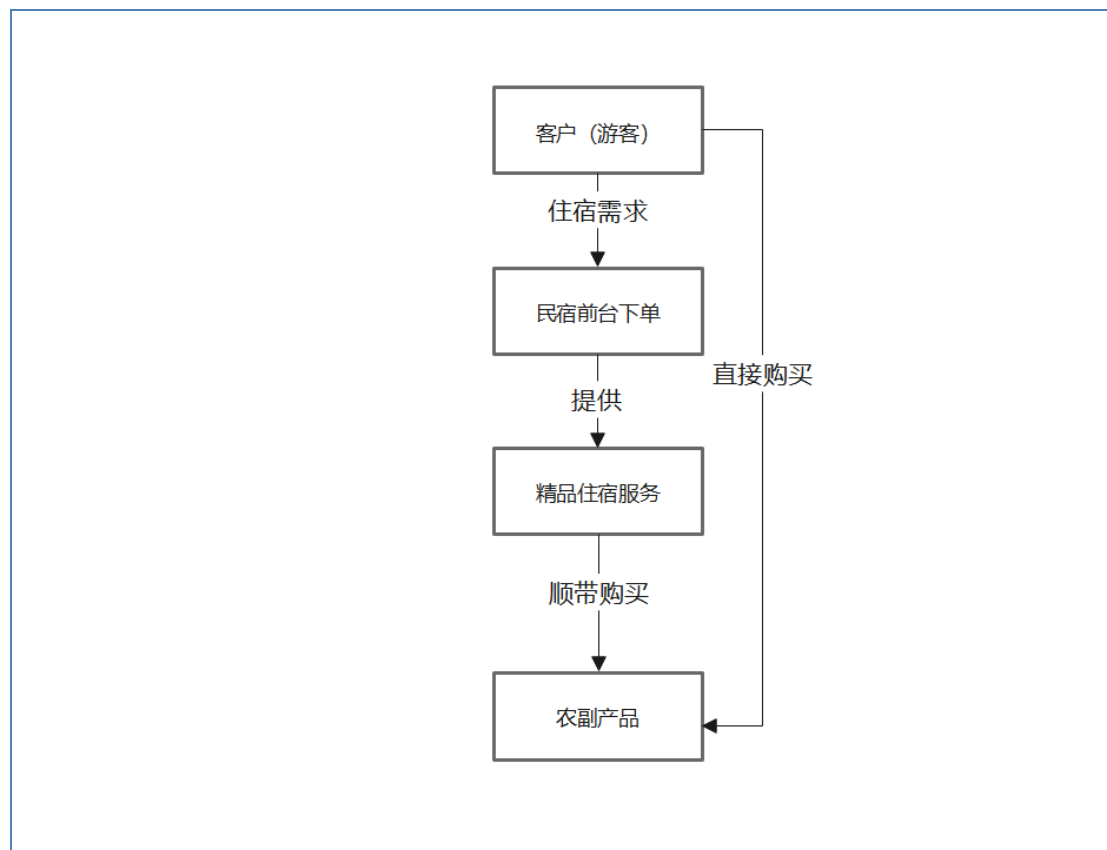 客户（游客）
住宿需求
民宿前台下单
直接购买
提供
精品住宿服务
顺带购买
农副产品